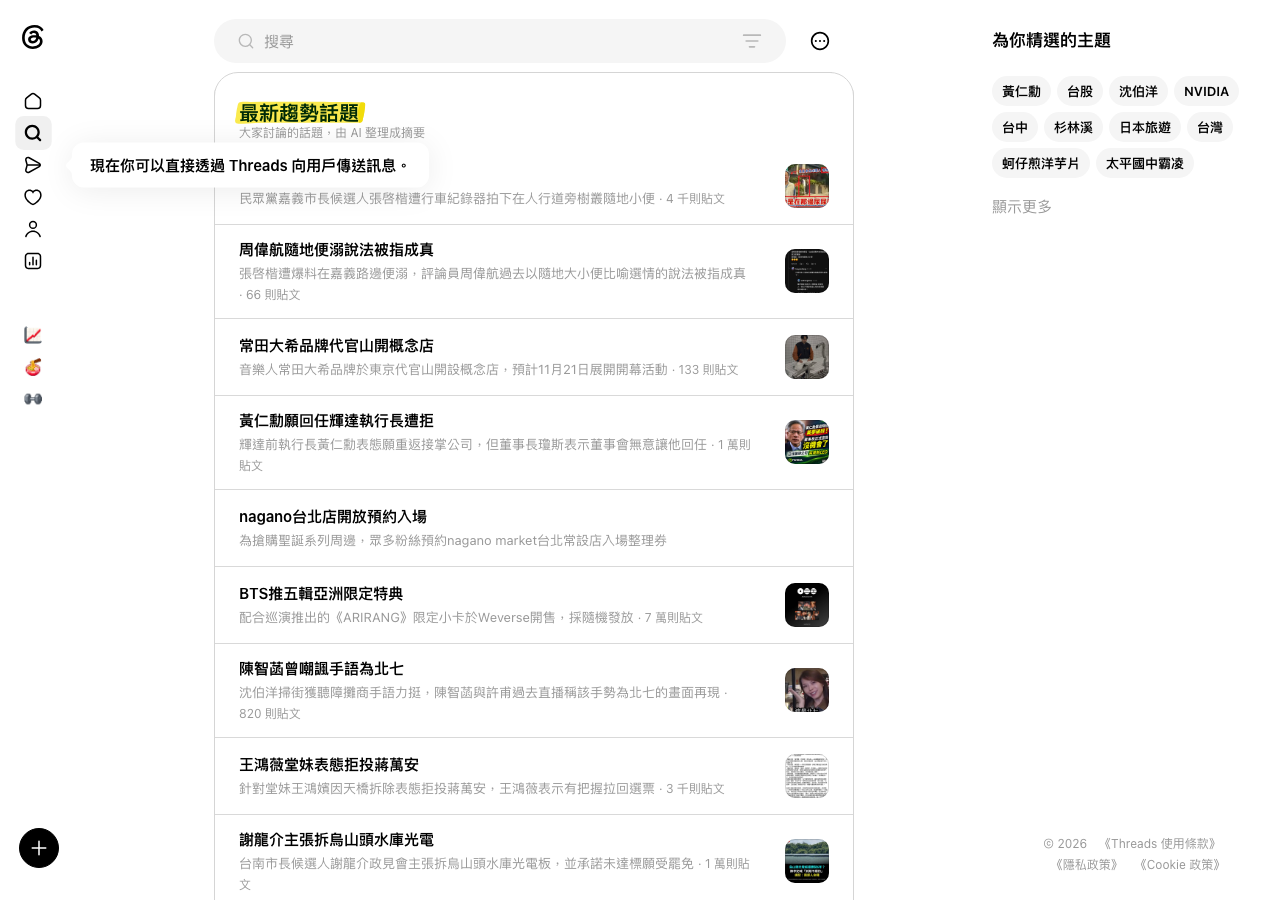 搜尋
最新趨勢話題
大家討論的話題，由 AI 整理成摘要
現在你可以直接透過 Threads 向用戶傳送訊息。
民眾黨嘉義市長候選人張啓楷遭行車紀錄器拍下在人行道旁樹叢隨地小便 · 4 千則貼文
周偉航隨地便溺說法被指成真
張啓楷遭爆料在嘉義路邊便溺，評論員周偉航過去以隨地大小便比喻選情的說法被指成真
· 66 則貼文
常田大希品牌代官山開概念店
音樂人常田大希品牌於東京代官山開設概念店，預計11月21日展開開幕活動 · 133 則貼文
黃仁勳願回任輝達執行長遭拒
輝達前執行長黃仁勳表態願重返接掌公司，但董事長瓊斯表示董事會無意讓他回任 · 1 萬則
貼文
nagano台北店開放預約入場
為搶購聖誕系列周邊，眾多粉絲預約nagano market台北常設店入場整理券
BTS推五輯亞洲限定特典
配合巡演推出的《ARIRANG》限定小卡於Weverse開售，採隨機發放 · 7 萬則貼文
陳智菡曾嘲諷手語為北七
沈伯洋掃街獲聽障攤商手語力挺，陳智菡與許甫過去直播稱該手勢為北七的畫面再現 ·
820 則貼文
王鴻薇堂妹表態拒投蔣萬安
針對堂妹王鴻嬪因天橋拆除表態拒投蔣萬安，王鴻薇表示有把握拉回選票 · 3 千則貼文
謝龍介主張拆烏山頭水庫光電
台南市長候選人謝龍介政見會主張拆烏山頭水庫光電板，並承諾未達標願受罷免 · 1 萬則貼
文
為你精選的主題
黃仁勳
台股
沈伯洋
NVIDIA
台中
杉林溪
日本旅遊
台灣
蚵仔煎洋芋片
太平國中霸凌
顯示更多
© 2026
《Threads 使用條款》
《隱私政策》
《Cookie 政策》